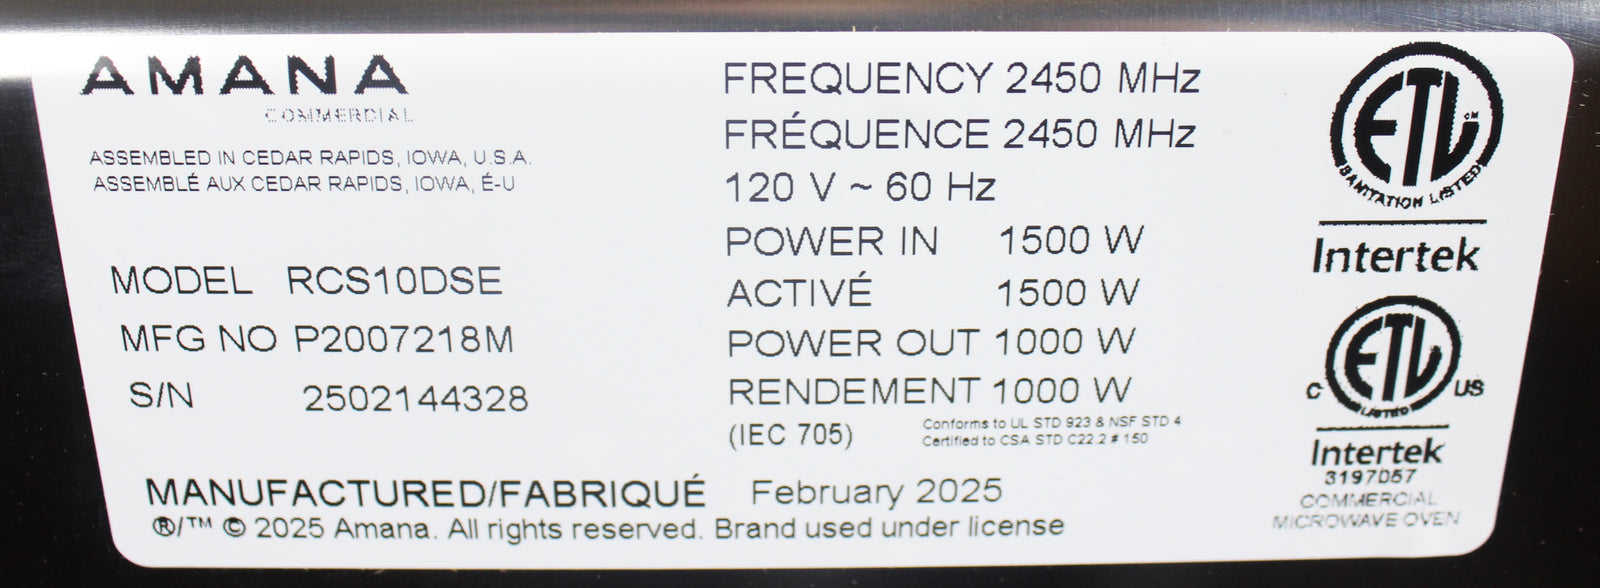 AMANA
COMMERCIAL
ASSEMBLED IN CEDAR RAPIDS, IOWA, U.S.A.
ASSEMBLÉ AUX CEDAR RAPIDS, IOWA, É-U
MODEL RCS10DSE
MFG NO P2007218M
S/N 2502144328
FREQUENCY 2450 MHz
FRÉQUENCE 2450 MHz
120 V ~ 60 Hz
POWER IN 1500 W
ACTIVÉ 1500 W
POWER OUT 1000 W
RENDEMENT 1000 W
(IEC 705)
Conforms to UL STD 923 & NSF STD 4
Certified to CSA STD C22.2 # 150
MANUFACTURED/FABRIQUÉ February 2025
®/™ © 2025 Amana. All rights reserved. Brand used under license
ETL CM
SANITATION LISTED
Intertek
ETL
LISTED
C US
Intertek
3197057
COMMERCIAL
MICROWAVE OVEN